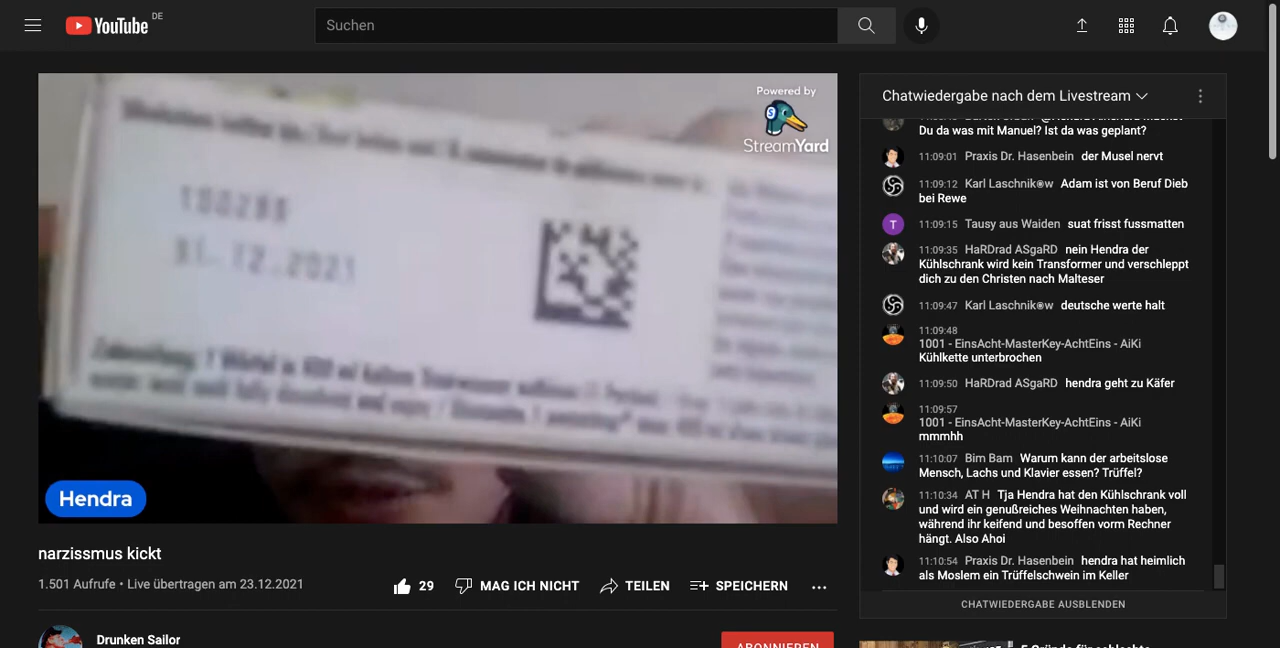 YouTube DE
Suchen
Powered by
StreamYard
31.12.2021
Hendra
narzissmus kickt
1.501 Aufrufe • Live übertragen am 23.12.2021
29
MAG ICH NICHT
TEILEN
SPEICHERN
Drunken Sailor
ABONNIEREN
Chatwiedergabe nach dem Livestream
Du da was mit Manuel? Ist da was geplant?
11:09:01 Praxis Dr. Hasenbein der Musel nervt
11:09:12 Karl Laschnik⍟w Adam ist von Beruf Dieb
bei Rewe
T
11:09:15 Tausy aus Waiden suat frisst fussmatten
11:09:35 HaRDrad ASgaRD nein Hendra der
Kühlschrank wird kein Transformer und verschleppt
dich zu den Christen nach Malteser
11:09:47 Karl Laschnik⍟w deutsche werte halt
11:09:48
1001 - EinsAcht-MasterKey-AchtEins - AiKi
Kühlkette unterbrochen
11:09:50 HaRDrad ASgaRD hendra geht zu Käfer
11:09:57
1001 - EinsAcht-MasterKey-AchtEins - AiKi
mmmhh
11:10:07 Bim Bam Warum kann der arbeitslose
Mensch, Lachs und Klavier essen? Trüffel?
11:10:34 AT H Tja Hendra hat den Kühlschrank voll
und wird ein genußreiches Weihnachten haben,
während ihr keifend und besoffen vorm Rechner
hängt. Also Ahoi
11:10:54 Praxis Dr. Hasenbein hendra hat heimlich
als Moslem ein Trüffelschwein im Keller
CHATWIEDERGABE AUSBLENDEN